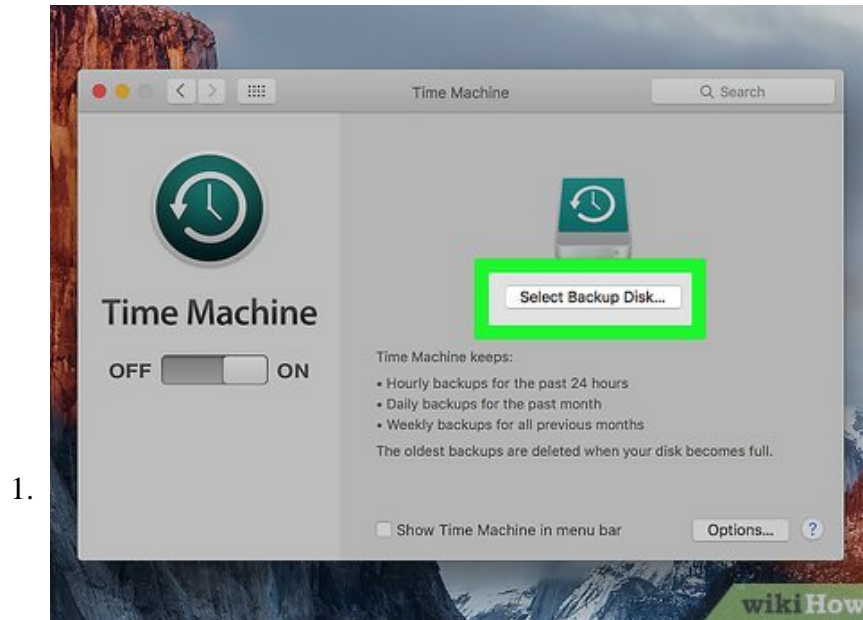 Time Machine
Search
Time Machine
OFF ON
Select Backup Disk...
Time Machine keeps:
• Hourly backups for the past 24 hours
• Daily backups for the past month
• Weekly backups for all previous months
The oldest backups are deleted when your disk becomes full.
Show Time Machine in menu bar
Options... ?
1.
wikiHow